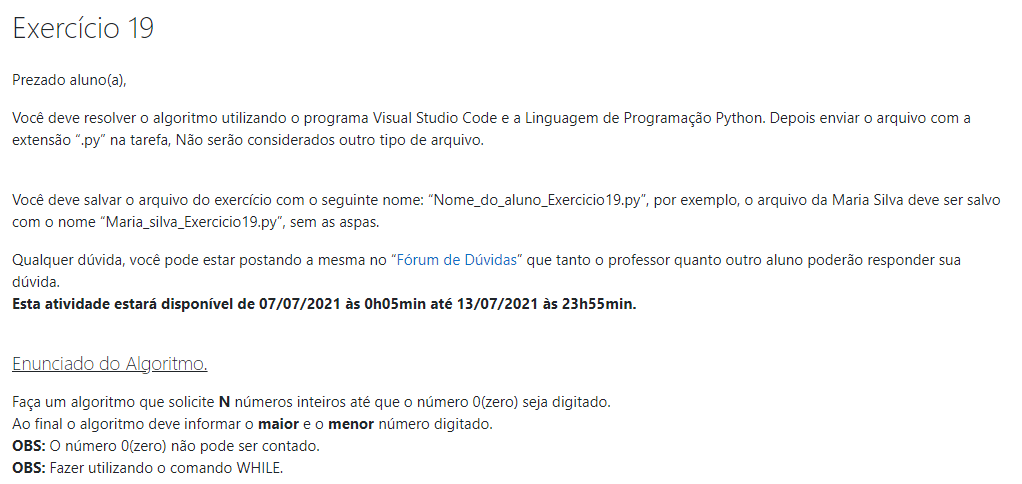 Exercício 19
Prezado aluno(a),
Você deve resolver o algoritmo utilizando o programa Visual Studio Code e a Linguagem de Programação Python. Depois enviar o arquivo com a
extensão “.py” na tarefa, Não serão considerados outro tipo de arquivo.
Você deve salvar o arquivo do exercício com o seguinte nome: “Nome_do_aluno_Exercicio19.py”, por exemplo, o arquivo da Maria Silva deve ser salvo
com o nome “Maria_silva_Exercicio19.py”, sem as aspas.
Qualquer dúvida, você pode estar postando a mesma no “Fórum de Dúvidas” que tanto o professor quanto outro aluno poderão responder sua
dúvida.
Esta atividade estará disponível de 07/07/2021 às 0h05min até 13/07/2021 às 23h55min.
Enunciado do Algoritmo.
Faça um algoritmo que solicite N números inteiros até que o número 0(zero) seja digitado.
Ao final o algoritmo deve informar o maior e o menor número digitado.
OBS: O número 0(zero) não pode ser contado.
OBS: Fazer utilizando o comando WHILE.